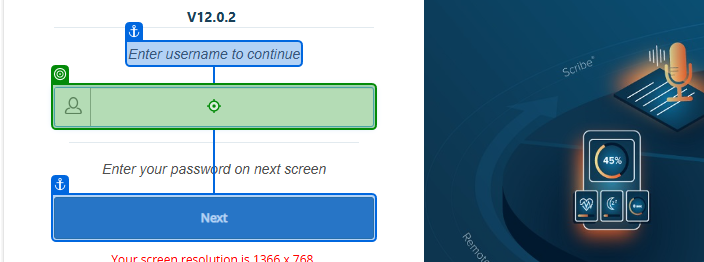 V12.0.2
Enter username to continue
Enter your password on next screen
Next
Your screen resolution is 1366 x 768
Scribe*
45%
Remote